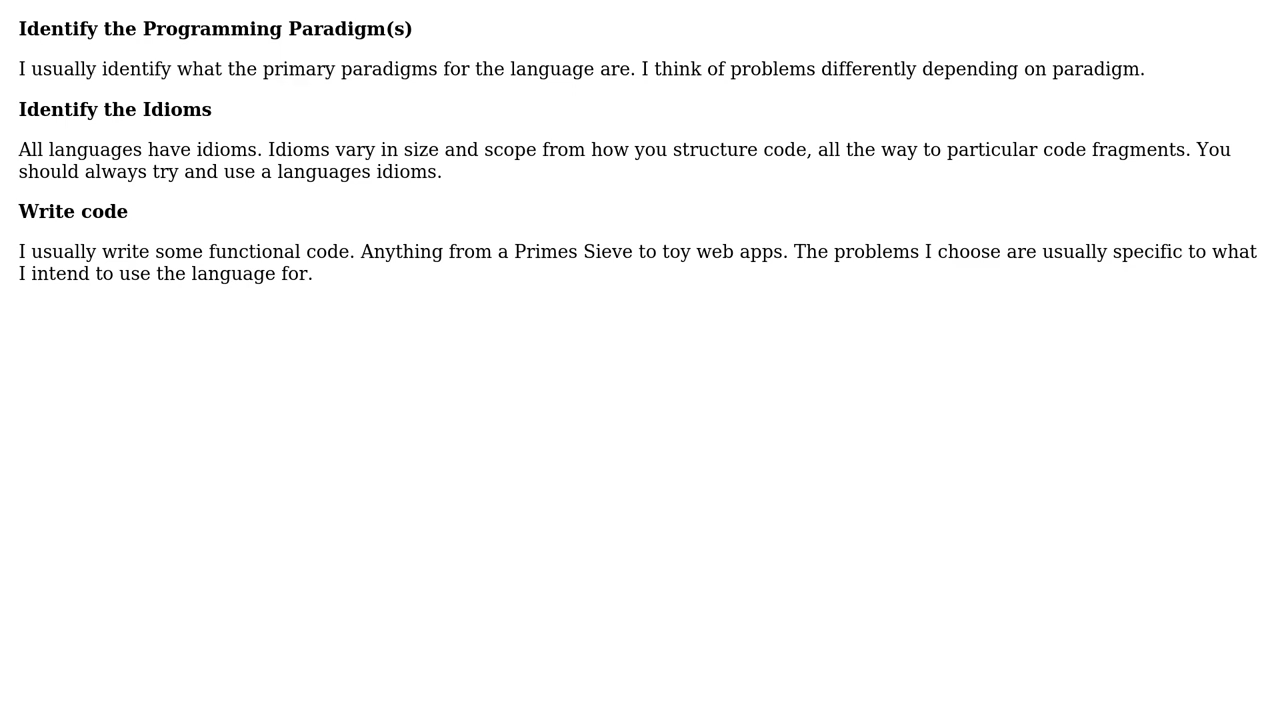 Identify the Programming Paradigm(s)
I usually identify what the primary paradigms for the language are. I think of problems differently depending on paradigm.
Identify the Idioms
All languages have idioms. Idioms vary in size and scope from how you structure code, all the way to particular code fragments. You
should always try and use a languages idioms.
Write code
I usually write some functional code. Anything from a Primes Sieve to toy web apps. The problems I choose are usually specific to what
I intend to use the language for.